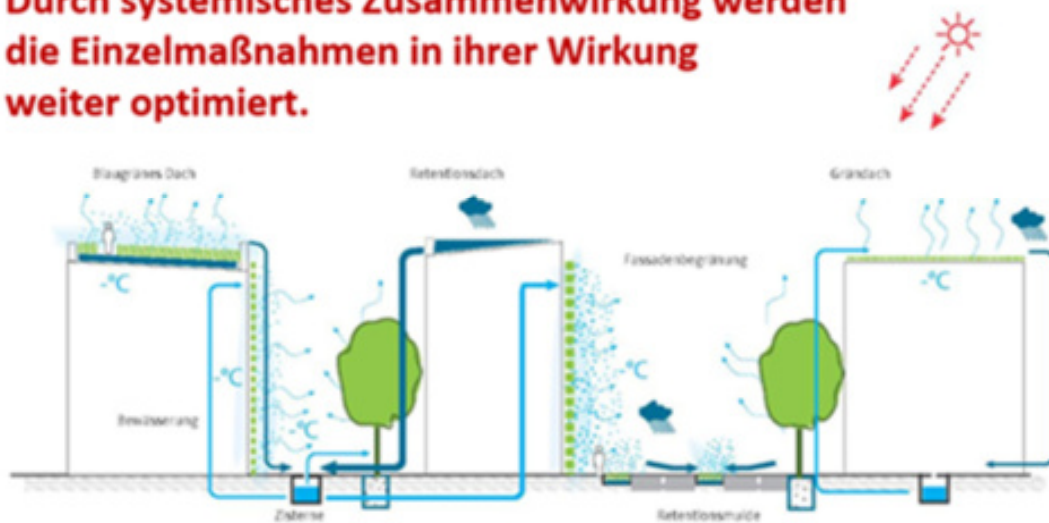 Durch systemisches Zusammenwirkung werden
die Einzelmaßnahmen in ihrer Wirkung
weiter optimiert.
Blaugrünes Dach
Retentionsdach
Gründach
Fassadenbegrünung
-°C
-°C
-°C
-°C
-°C
Bewässerung
Zisterne
Retentionsmulde